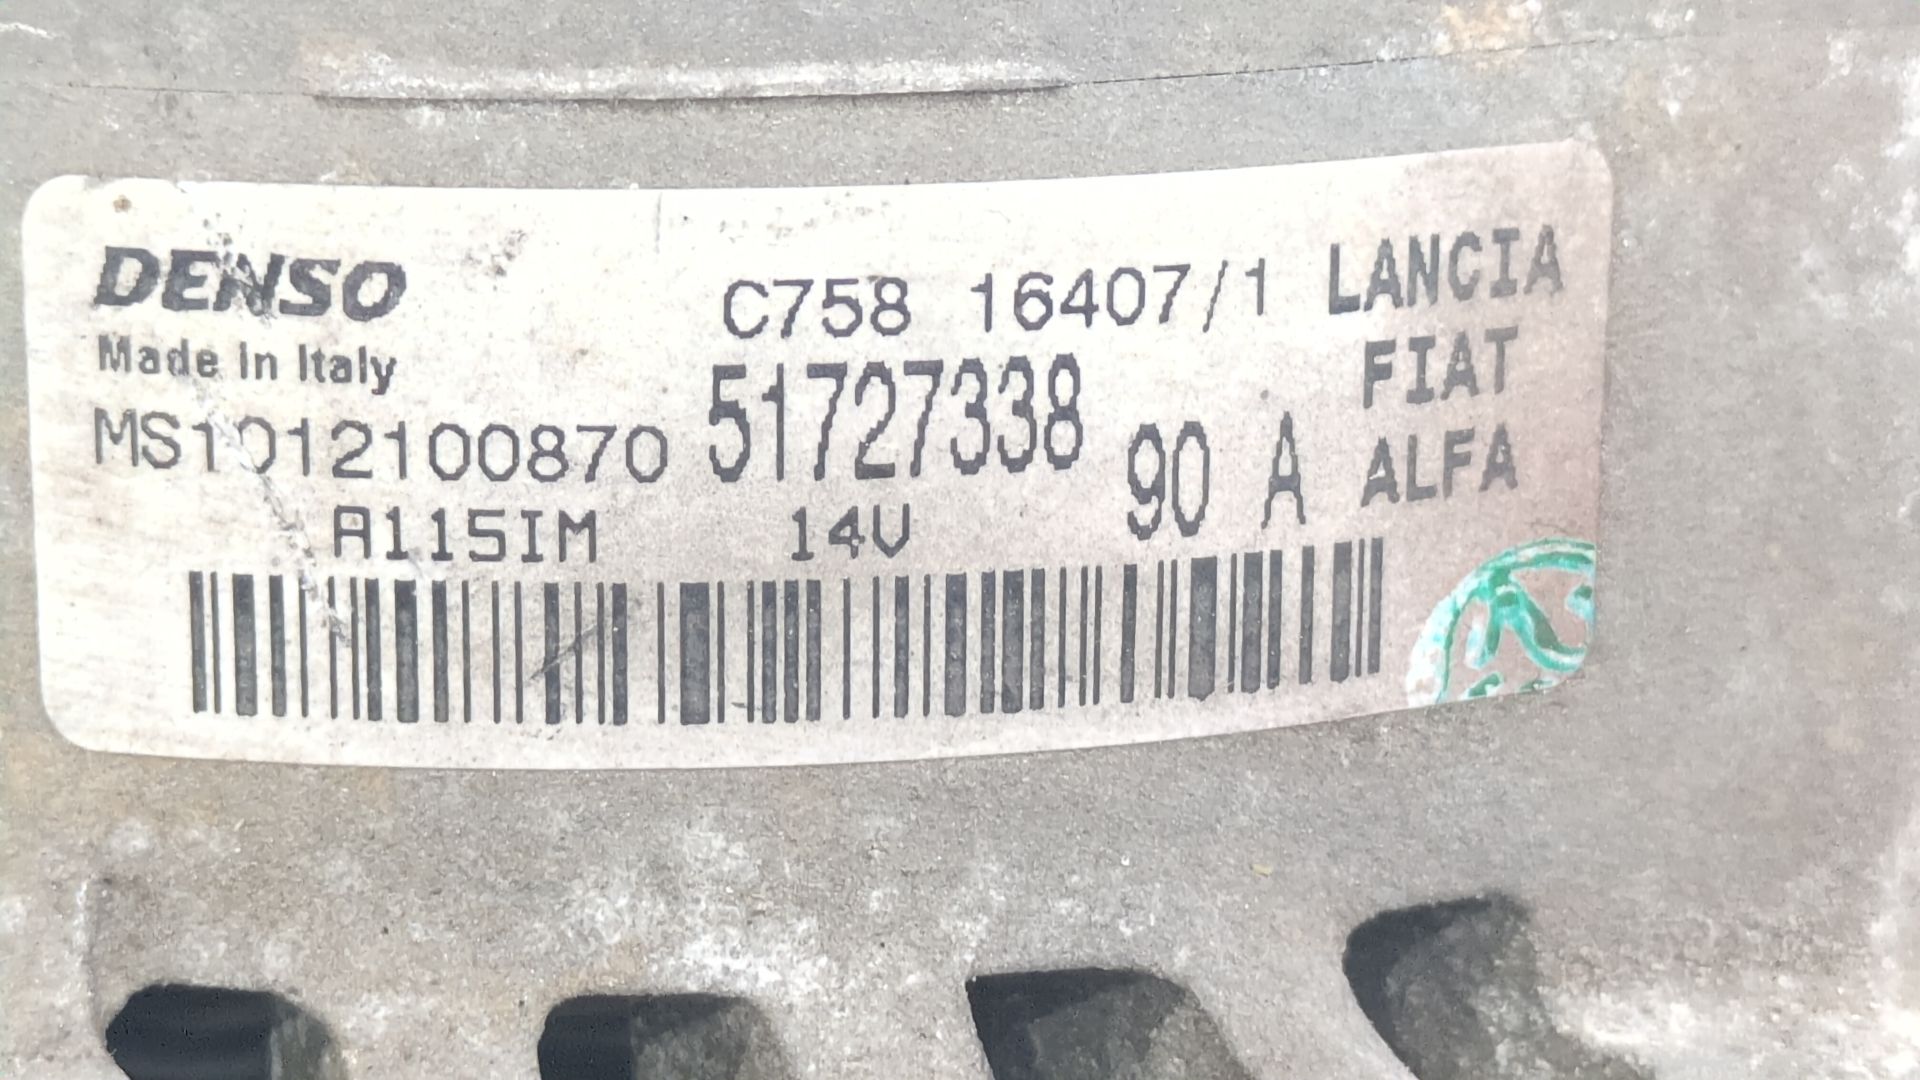 DENSO
Made in Italy
MS1012100870
A115IM
C758 16407/1
51727338
14V
90 A
LANCIA
FIAT
ALFA